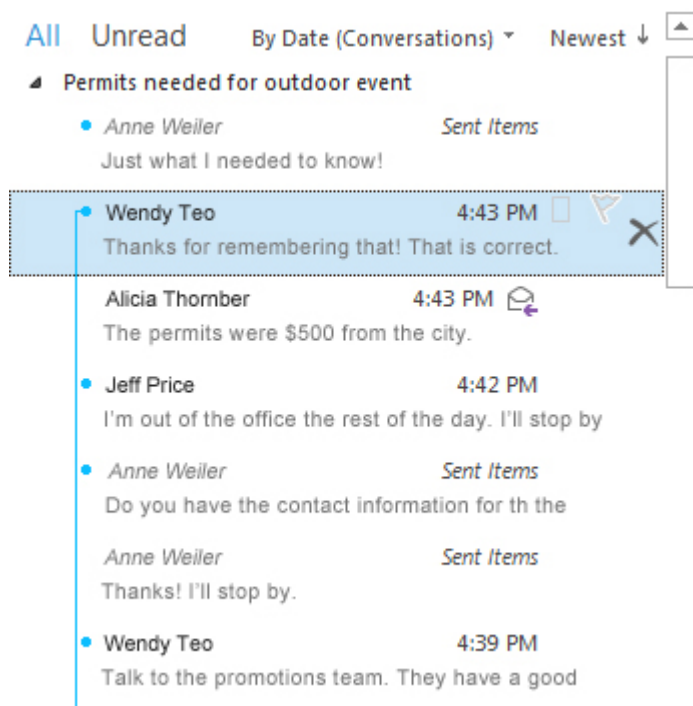 All Unread By Date (Conversations) Newest
Permits needed for outdoor event
Anne Weiler Sent Items
Just what I needed to know!
Wendy Teo 4:43 PM
Thanks for remembering that! That is correct.
Alicia Thornber 4:43 PM
The permits were $500 from the city.
Jeff Price 4:42 PM
I'm out of the office the rest of the day. I'll stop by
Anne Weiler Sent Items
Do you have the contact information for th the
Anne Weiler Sent Items
Thanks! I'll stop by.
Wendy Teo 4:39 PM
Talk to the promotions team. They have a good